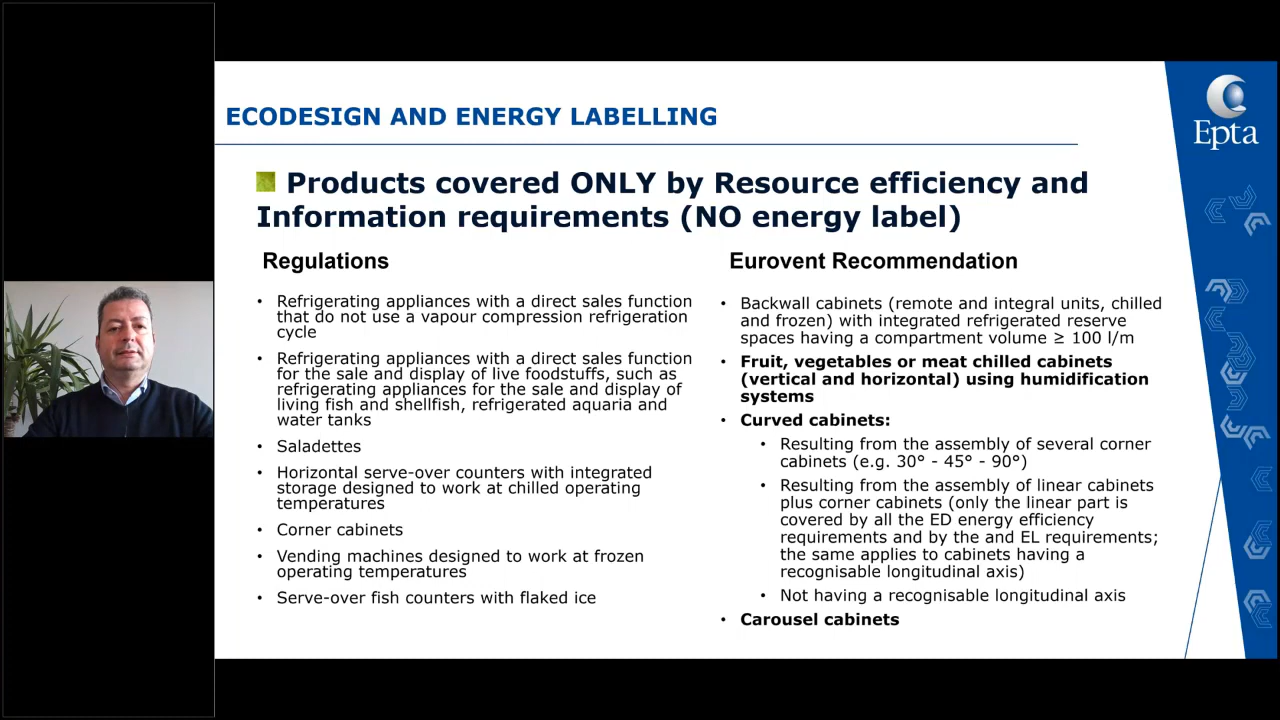 ECODESIGN AND ENERGY LABELLING
Epta
Products covered ONLY by Resource efficiency and
Information requirements (NO energy label)
Regulations
• Refrigerating appliances with a direct sales function
that do not use a vapour compression refrigeration
cycle
• Refrigerating appliances with a direct sales function
for the sale and display of live foodstuffs, such as
refrigerating appliances for the sale and display of
living fish and shellfish, refrigerated aquaria and
water tanks
• Saladettes
• Horizontal serve-over counters with integrated
storage designed to work at chilled operating
temperatures
• Corner cabinets
• Vending machines designed to work at frozen
operating temperatures
• Serve-over fish counters with flaked ice
Eurovent Recommendation
• Backwall cabinets (remote and integral units, chilled
and frozen) with integrated refrigerated reserve
spaces having a compartment volume ≥ 100 l/m
• Fruit, vegetables or meat chilled cabinets
(vertical and horizontal) using humidification
systems
• Curved cabinets:
• Resulting from the assembly of several corner
cabinets (e.g. 30° - 45° - 90°)
• Resulting from the assembly of linear cabinets
plus corner cabinets (only the linear part is
covered by all the ED energy efficiency
requirements and by the and EL requirements;
the same applies to cabinets having a
recognisable longitudinal axis)
• Not having a recognisable longitudinal axis
• Carousel cabinets